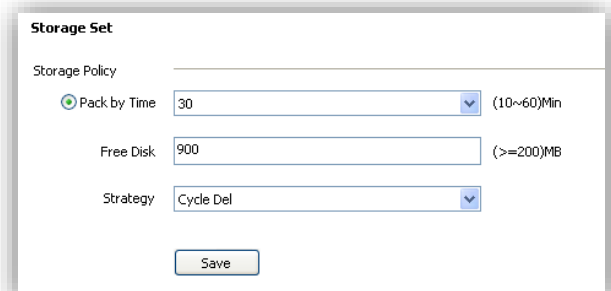 Storage Set
Storage Policy
Pack by Time 30 (10~60)Min
Free Disk 900 (>=200)MB
Strategy Cycle Del
Save